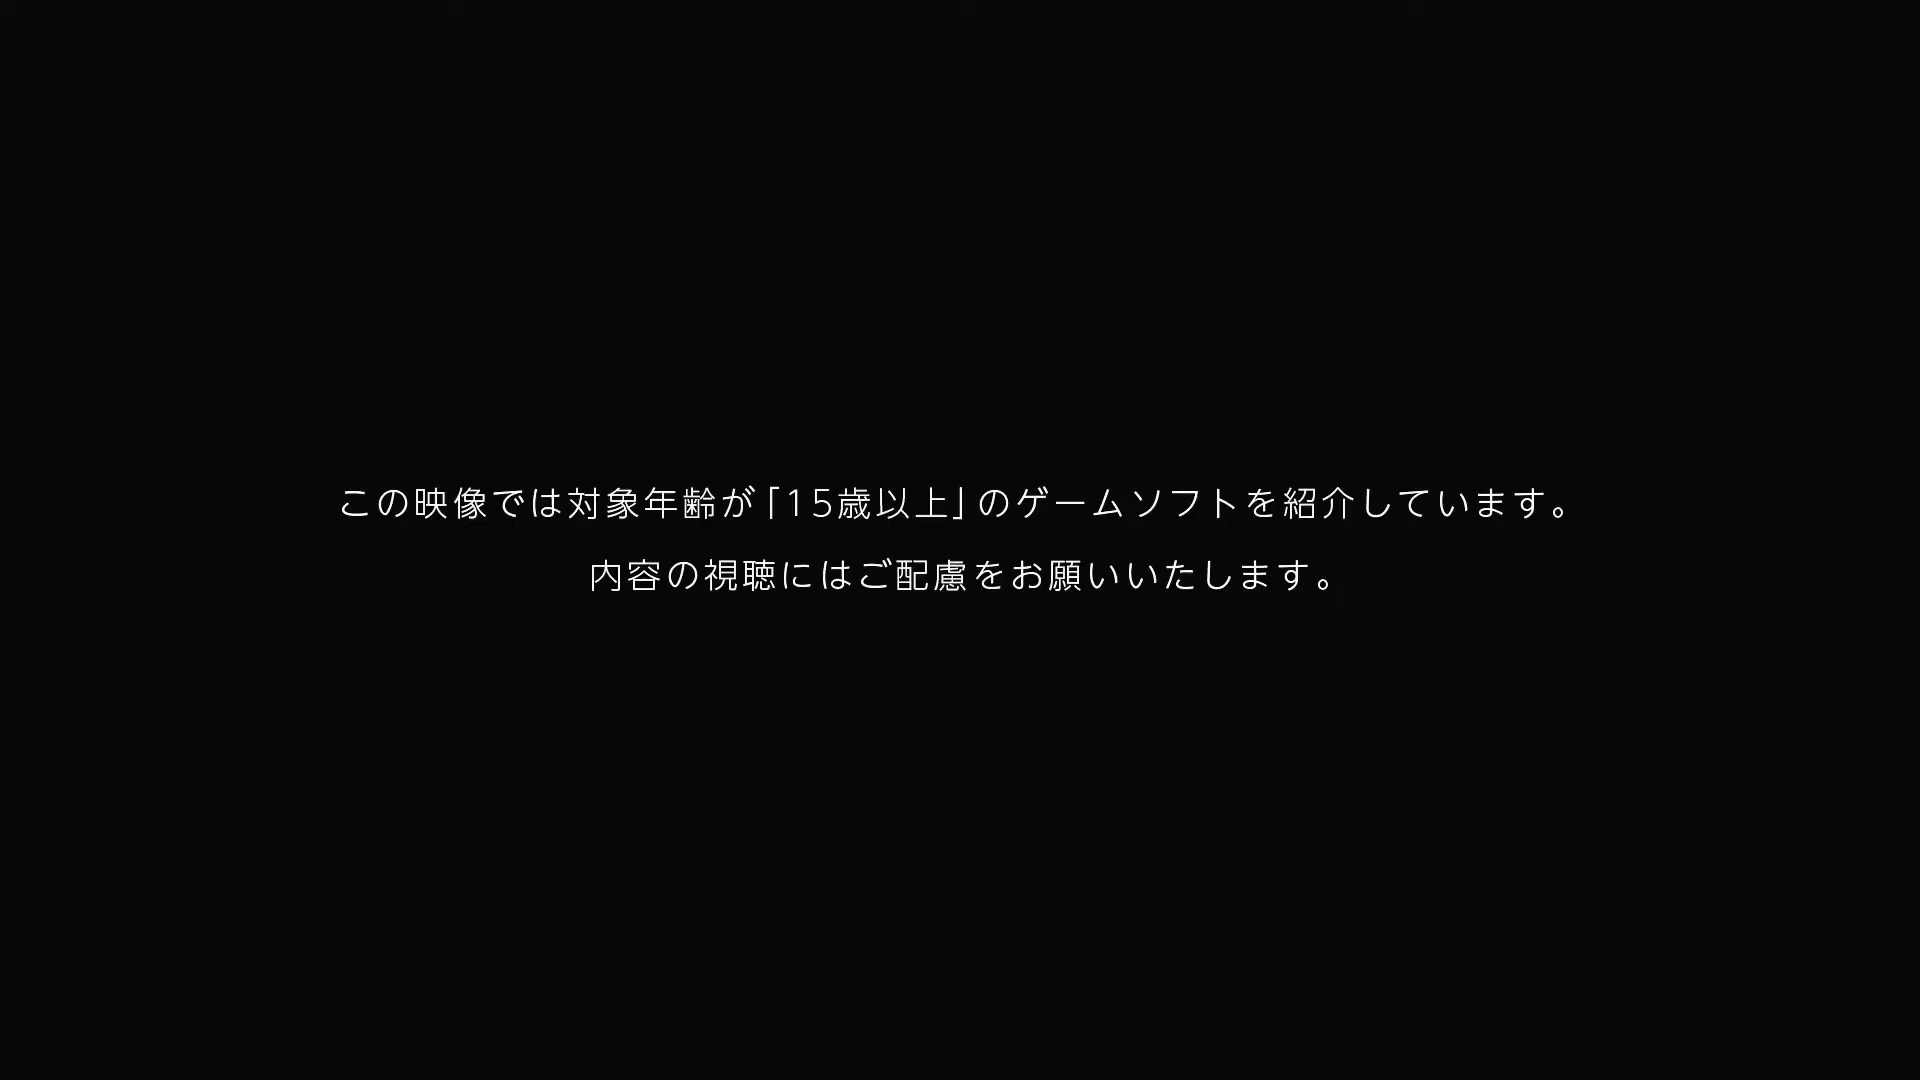 この映像では対象年齢が「15歳以上」のゲームソフトを紹介しています。
内容の視聴にはご配慮をお願いいたします。